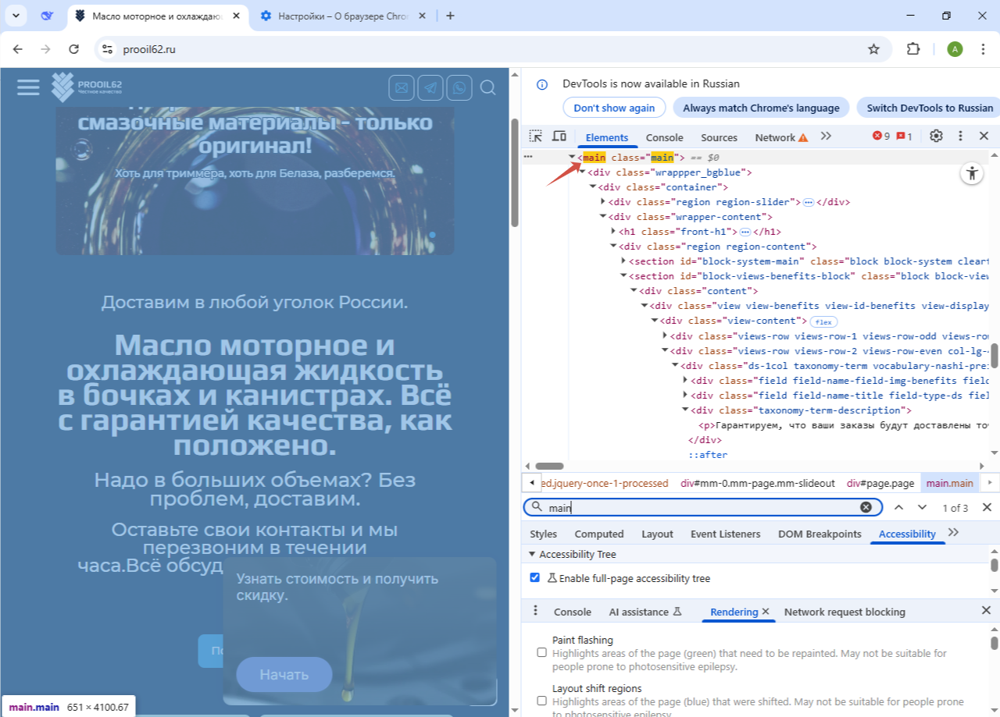 Масло моторное и охлаждаю
Настройки – О браузере Chro
prooil62.ru
A
PROOIL62
Честное качество
смазочные материалы - только
оригинал!
Хоть для триммера, хоть для Белаза, разберемся.
Доставим в любой уголок России.
Масло моторное и
охлаждающая жидкость
в бочках и канистрах. Всё
с гарантией качества, как
положено.
Надо в больших объемах? Без
проблем, доставим.
Оставьте свои контакты и мы
перезвоним в течении
часа.Всё обсуд
Узнать стоимость и получить
скидку.
По
Начать
main.main 651 × 4100.67
DevTools is now available in Russian
Don't show again
Always match Chrome's language
Switch DevTools to Russian
Elements Console Sources Network 9 1
<main class="main"> == $0
<div class="wrappper_bgblue">
<div class="container">
<div class="region region-slider"> </div>
<div class="wrapper-content">
<h1 class="front-h1"> </h1>
<div class="region region-content">
<section id="block-system-main" class="block block-system clearf
<section id="block-views-benefits-block" class="block block-view
<div class="content">
<div class="view view-benefits view-id-benefits view-display
<div class="view-content"> flex
<div class="views-row views-row-1 views-row-odd views-row
<div class="views-row views-row-2 views-row-even col-lg-
<div class="ds-1col taxonomy-term vocabulary-nashi-prei
<div class="field field-name-field-img-benefits field
<div class="field field-name-title field-type-ds fiel
<div class="taxonomy-term-description">
<p>Гарантируем, что ваши заказы будут доставлены точ
</div>
::after
ed.jquery-once-1-processed div#mm-0.mm-page.mm-slideout div#page.page main.main
main 1 of 3
Styles Computed Layout Event Listeners DOM Breakpoints Accessibility
Accessibility Tree
Enable full-page accessibility tree
Console AI assistance Rendering Network request blocking
Paint flashing
Highlights areas of the page (green) that need to be repainted. May not be suitable for
people prone to photosensitive epilepsy.
Layout shift regions
Highlights areas of the page (blue) that were shifted. May not be suitable for people prone
to photosensitive epilepsy.